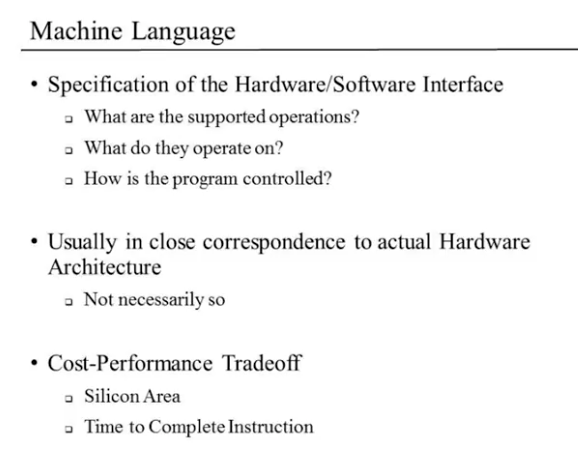 Machine Language
• Specification of the Hardware/Software Interface
❑ What are the supported operations?
❑ What do they operate on?
❑ How is the program controlled?
• Usually in close correspondence to actual Hardware
Architecture
❑ Not necessarily so
• Cost-Performance Tradeoff
❑ Silicon Area
❑ Time to Complete Instruction